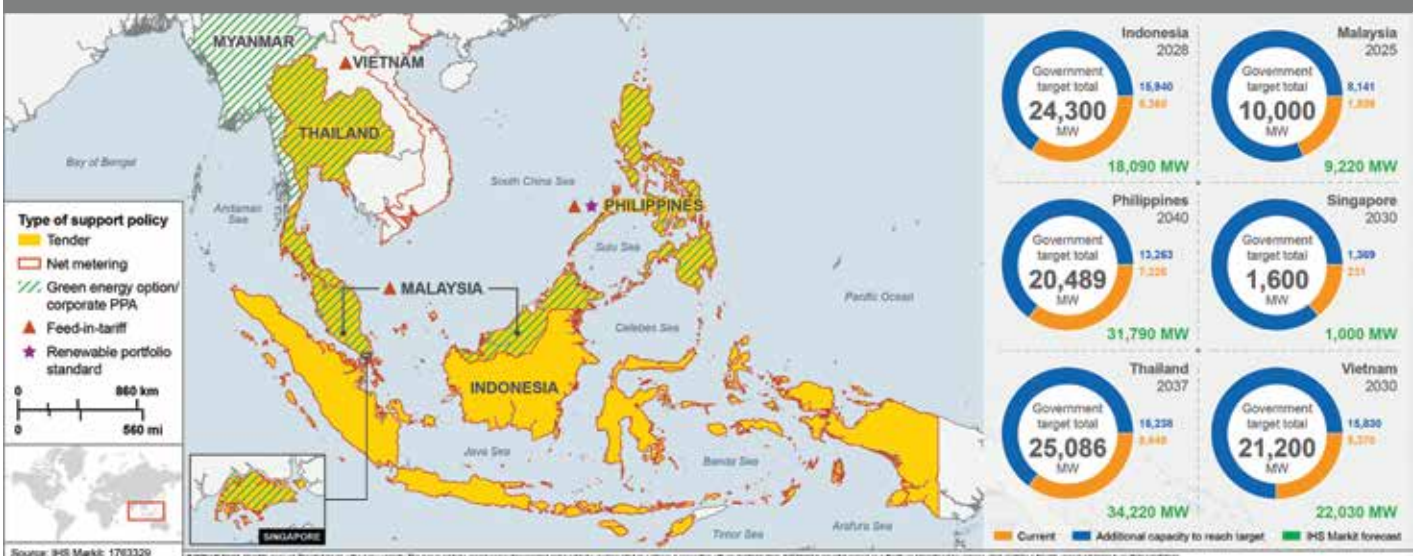 MYANMAR
VIETNAM
THAILAND
Bay of Bengal
South China Sea
Andaman
Sea
PHILIPPINES
Sulu Sea
MALAYSIA
Pacific Ocean
Celebes Sea
INDONESIA
Java Sea
Banda Sea
SINGAPORE
Timor Sea
Arafura Sea
Type of support policy
Tender
Net metering
Green energy option/
corporate PPA
Feed-in-tariff
Renewable portfolio
standard
0 860 km
0 560 mi
Source: IHS Markit: 1763329
Indonesia
2028
Government
target total
24,300
MW
18,090 MW
Malaysia
2025
Government
target total
10,000
MW
8,141
9,220 MW
Philippines
2040
Government
target total
20,489
MW
13,263
31,790 MW
Singapore
2030
Government
target total
1,600
MW
1,369
231
1,000 MW
Thailand
2037
Government
target total
25,086
MW
34,220 MW
Vietnam
2030
Government
target total
21,200
MW
22,030 MW
Current
Additional capacity to reach target
IHS Markit forecast